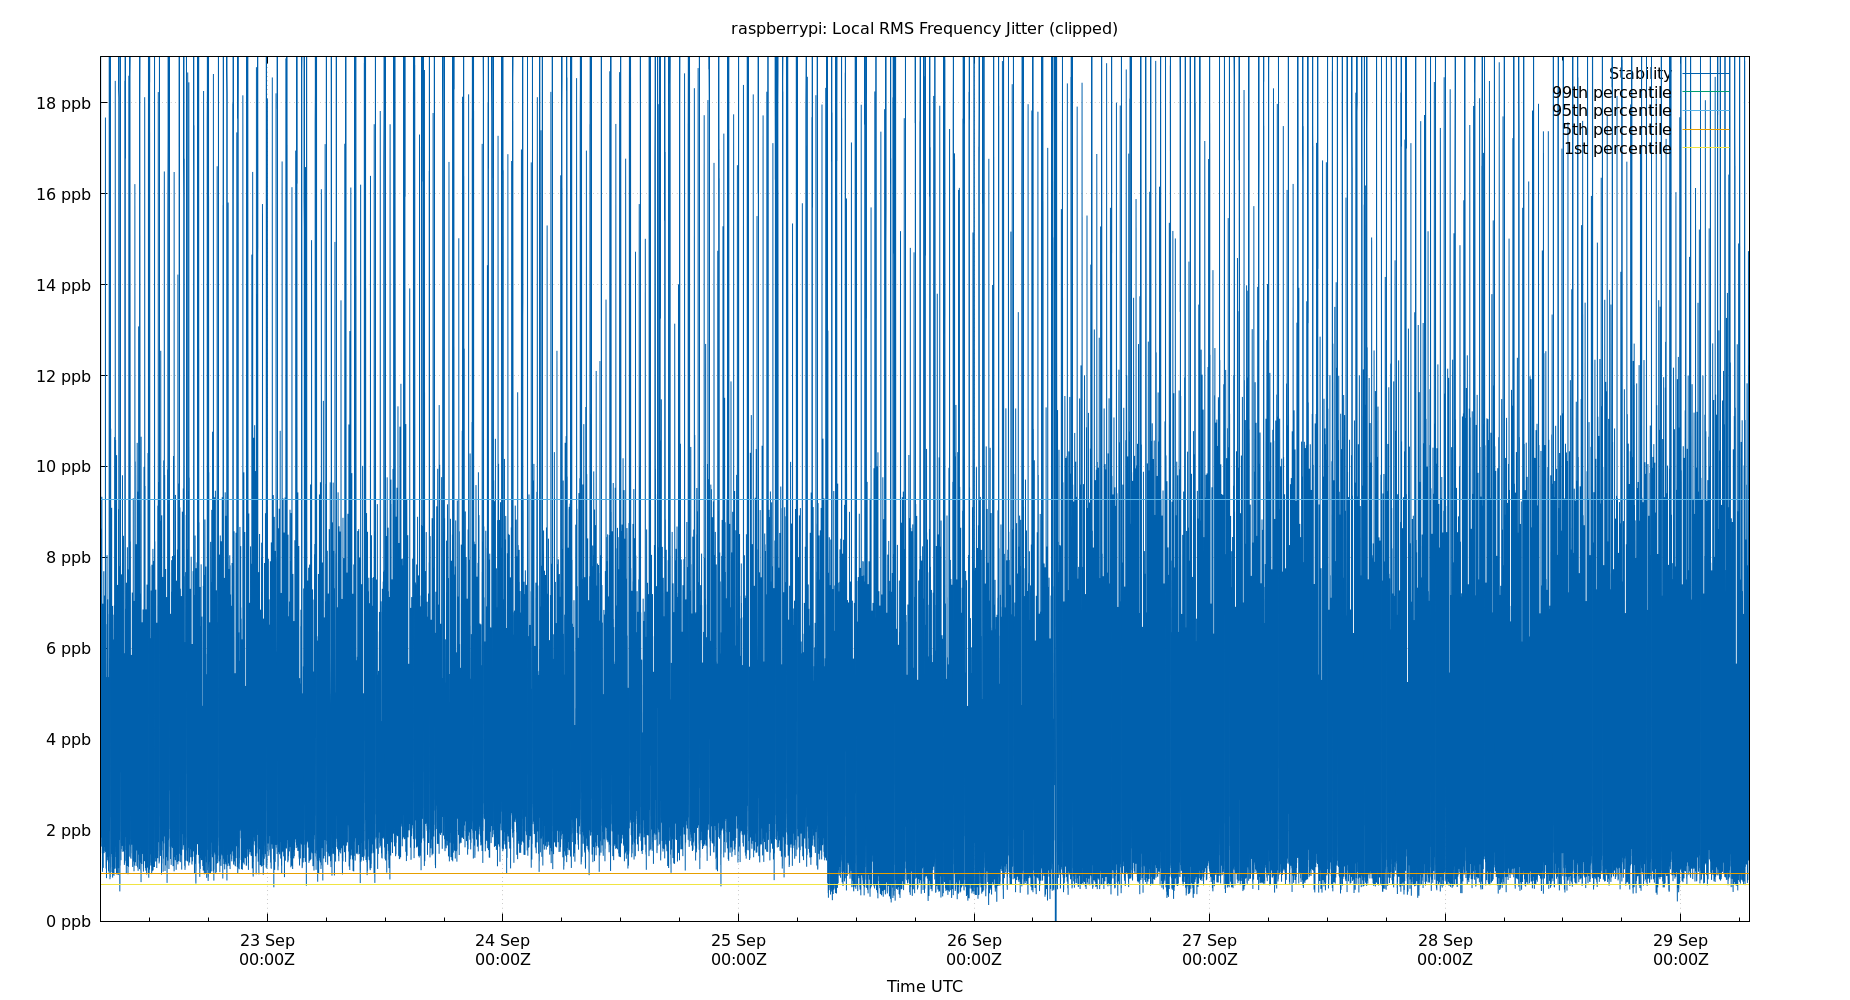 raspberrypi: Local RMS Frequency Jitter (clipped)
Stability
99th percentile
95th percentile
5th percentile
1st percentile
18 ppb
16 ppb
14 ppb
12 ppb
10 ppb
8 ppb
6 ppb
4 ppb
2 ppb
0 ppb
23 Sep 24 Sep 25 Sep 26 Sep 27 Sep 28 Sep 29 Sep
00:00Z 00:00Z 00:00Z 00:00Z 00:00Z 00:00Z 00:00Z
Time UTC